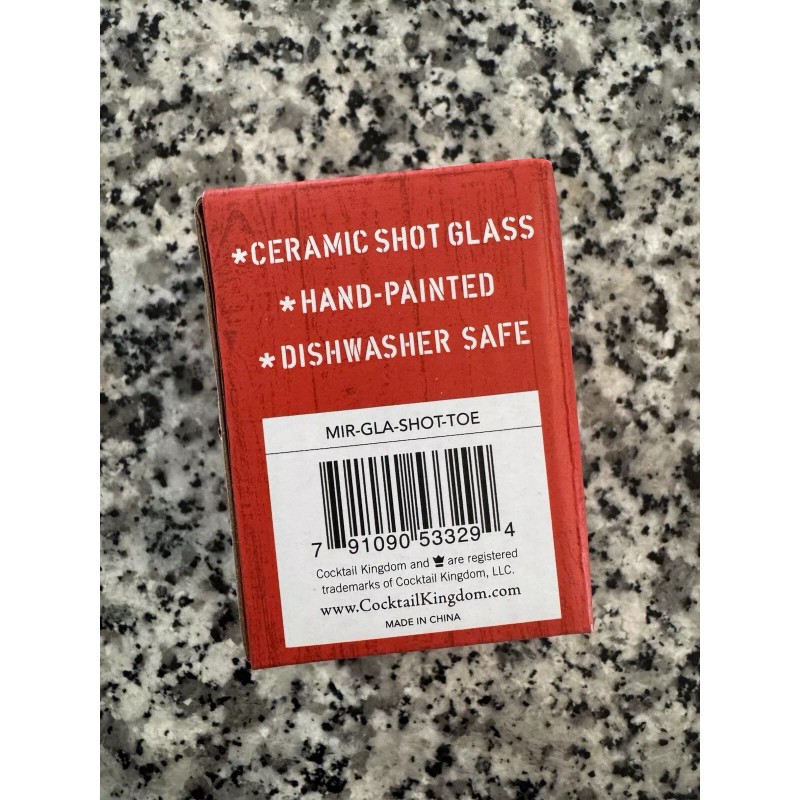 *CERAMIC SHOT GLASS
*HAND-PAINTED
*DISHWASHER SAFE
MIR-GLA-SHOT-TOE
7 91090 53329 4
Cocktail Kingdom and are registered
trademarks of Cocktail Kingdom, LLC.
www.CocktailKingdom.com
MADE IN CHINA